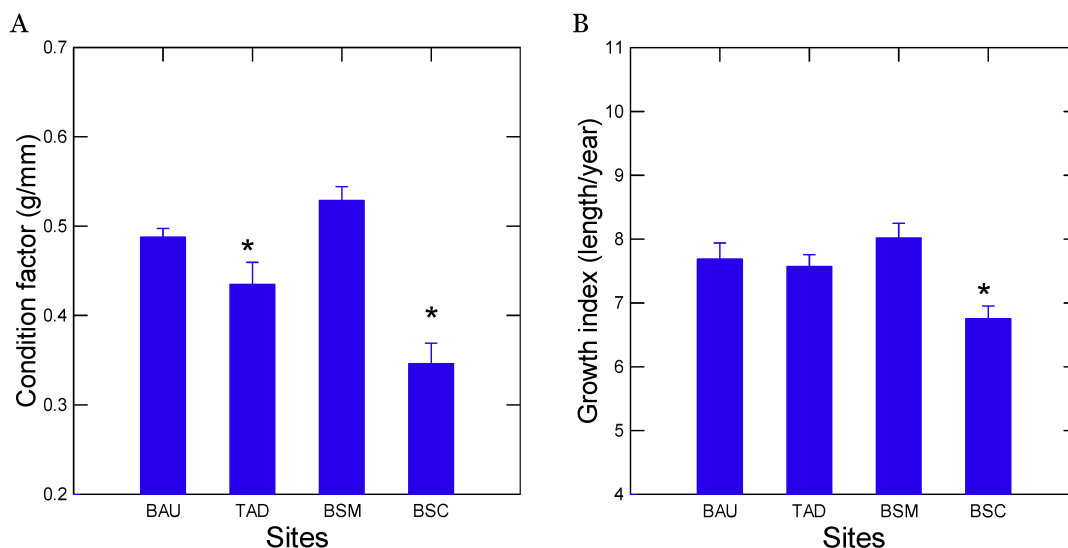 A
Condition factor (g/mm)
0.7
0.6
0.5
0.4
0.3
0.2
*
*
BAU TAD BSM BSC
Sites
B
Growth index (length/year)
11
10
9
8
7
6
5
4
*
BAU TAD BSM BSC
Sites